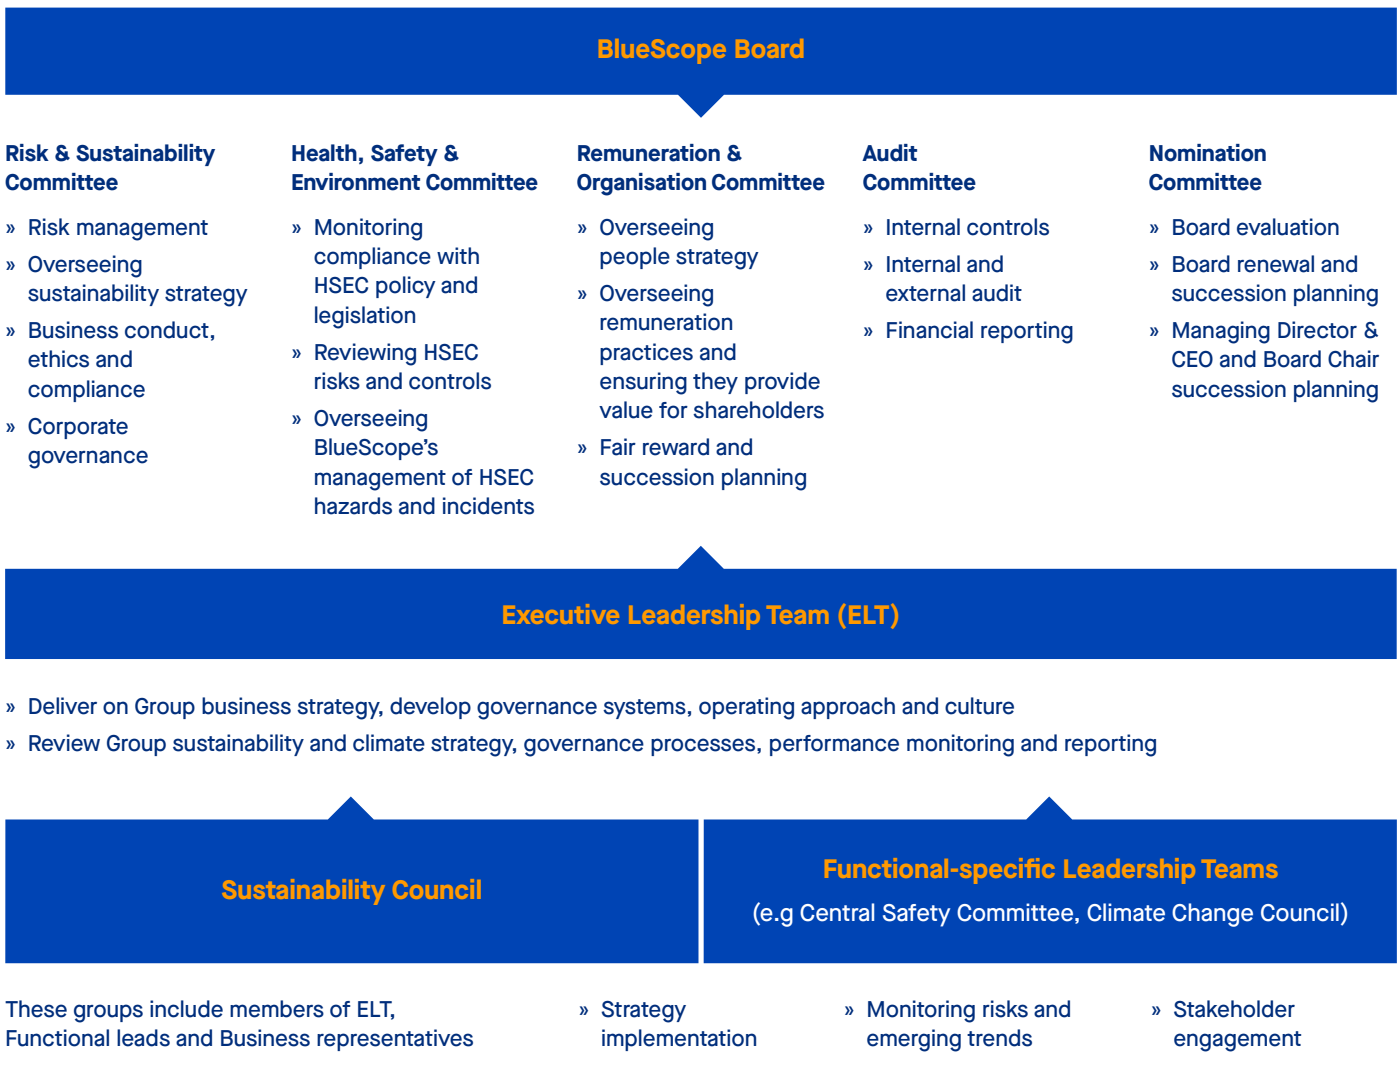 BlueScope Board
Risk & Sustainability
Committee
» Risk management
» Overseeing
sustainability strategy
» Business conduct,
ethics and
compliance
» Corporate
governance
Health, Safety &
Environment Committee
» Monitoring
compliance with
HSEC policy and
legislation
» Reviewing HSEC
risks and controls
» Overseeing
BlueScope’s
management of HSEC
hazards and incidents
Remuneration &
Organisation Committee
» Overseeing
people strategy
» Overseeing
remuneration
practices and
ensuring they provide
value for shareholders
» Fair reward and
succession planning
Audit
Committee
» Internal controls
» Internal and
external audit
» Financial reporting
Nomination
Committee
» Board evaluation
» Board renewal and
succession planning
» Managing Director &
CEO and Board Chair
succession planning
Executive Leadership Team (ELT)
» Deliver on Group business strategy, develop governance systems, operating approach and culture
» Review Group sustainability and climate strategy, governance processes, performance monitoring and reporting
Sustainability Council
Functional-specific Leadership Teams
(e.g Central Safety Committee, Climate Change Council)
These groups include members of ELT,
Functional leads and Business representatives
» Strategy
implementation
» Monitoring risks and
emerging trends
» Stakeholder
engagement